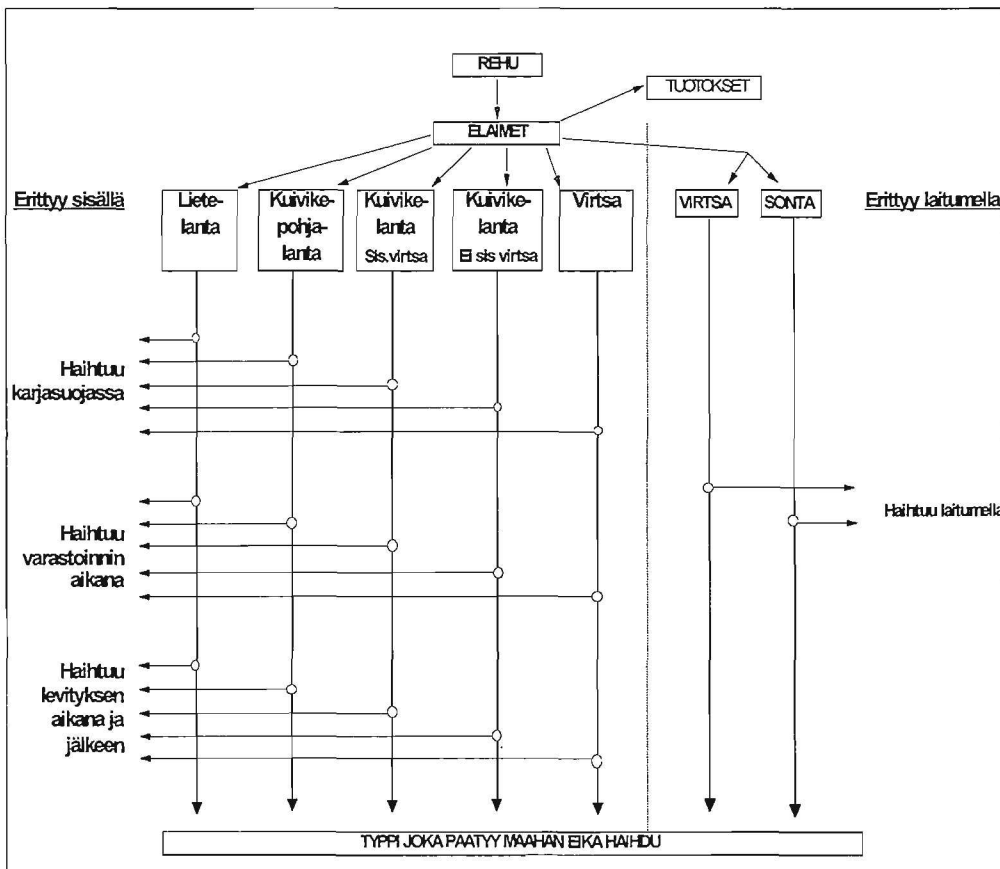 REHU
TUOTOKSET
ELAIMET
Erittyy sisällä
Liete-
lanta
Kuivike-
pohja-
lanta
Kuivike-
lanta
Sis.virtsa
Kuivike-
lanta
Ei sis virtsa
Virtsa
VIRTSA
SONTA
Erittyy laitumella
Haihtuu
karjasuojassa
Haihtuu
varastoinnin
aikana
Haihtuu laitumella
Haihtuu
levityksen
aikana ja
jälkeen
TYPPI JOKA PAATYY MAAHAN EIKA HAIHDU